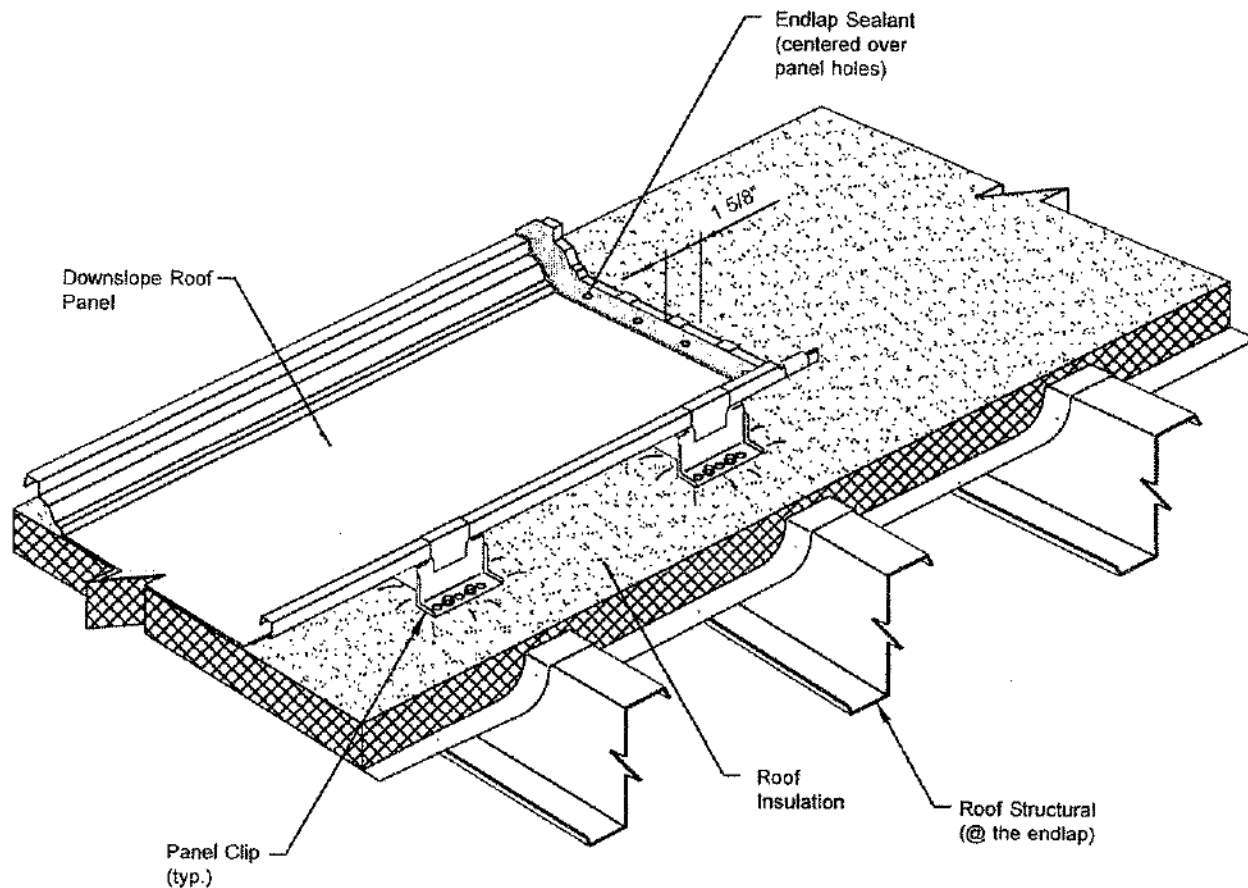 Endlap Sealant
(centered over
panel holes)
1 5/8"
Downslope Roof
Panel
Roof
Insulation
Roof Structural
(@ the endlap)
Panel Clip
(typ.)